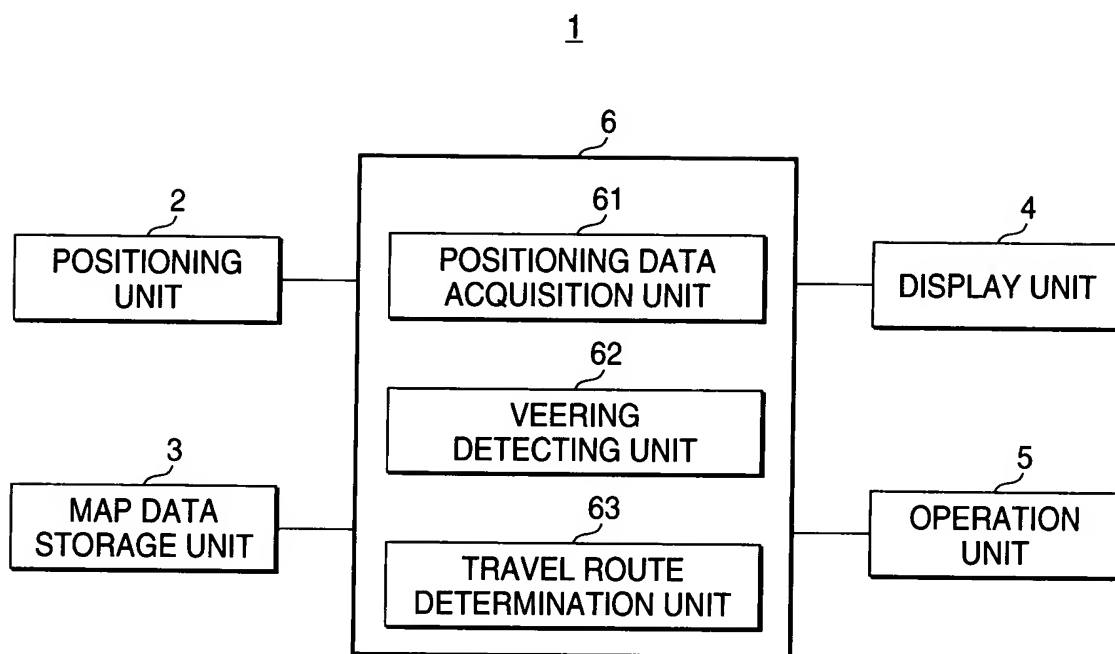 1
6
2
POSITIONING
UNIT
61
POSITIONING DATA
ACQUISITION UNIT
4
DISPLAY UNIT
62
VEERING
DETECTING UNIT
3
MAP DATA
STORAGE UNIT
63
TRAVEL ROUTE
DETERMINATION UNIT
5
OPERATION
UNIT